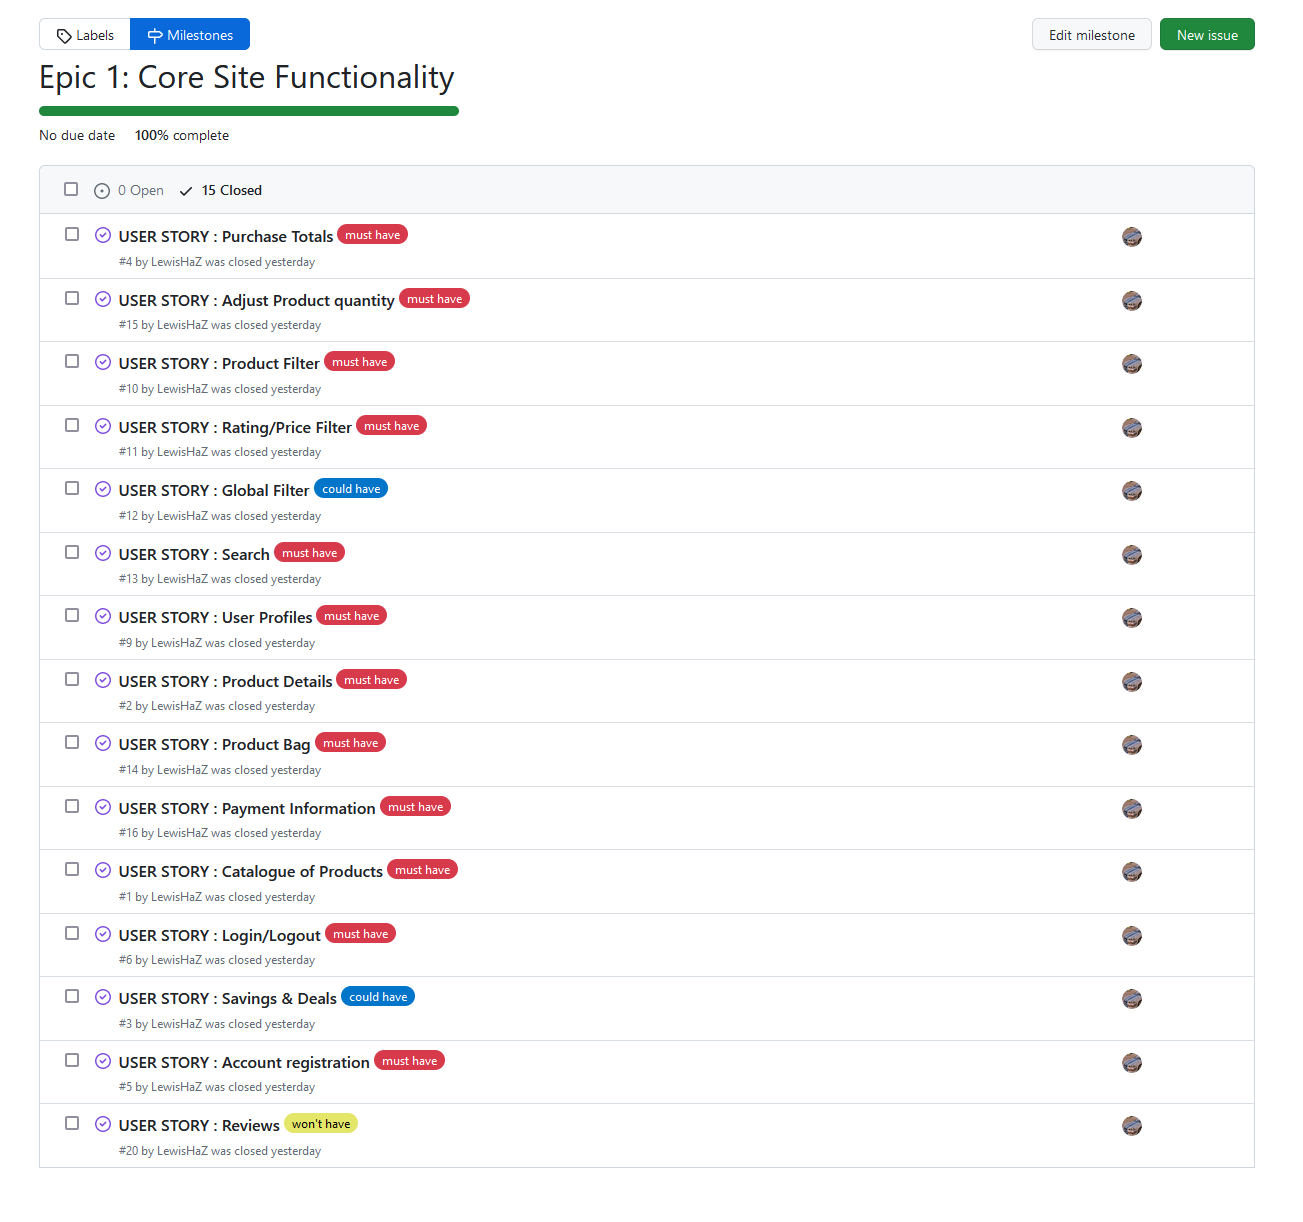 Labels Milestones Edit milestone New issue
Epic 1: Core Site Functionality
No due date 100% complete
0 Open 15 Closed
USER STORY : Purchase Totals must have
#4 by LewisHaZ was closed yesterday
USER STORY : Adjust Product quantity must have
#15 by LewisHaZ was closed yesterday
USER STORY : Product Filter must have
#10 by LewisHaZ was closed yesterday
USER STORY : Rating/Price Filter must have
#11 by LewisHaZ was closed yesterday
USER STORY : Global Filter could have
#12 by LewisHaZ was closed yesterday
USER STORY : Search must have
#13 by LewisHaZ was closed yesterday
USER STORY : User Profiles must have
#9 by LewisHaZ was closed yesterday
USER STORY : Product Details must have
#2 by LewisHaZ was closed yesterday
USER STORY : Product Bag must have
#14 by LewisHaZ was closed yesterday
USER STORY : Payment Information must have
#16 by LewisHaZ was closed yesterday
USER STORY : Catalogue of Products must have
#1 by LewisHaZ was closed yesterday
USER STORY : Login/Logout must have
#6 by LewisHaZ was closed yesterday
USER STORY : Savings & Deals could have
#3 by LewisHaZ was closed yesterday
USER STORY : Account registration must have
#5 by LewisHaZ was closed yesterday
USER STORY : Reviews won't have
#20 by LewisHaZ was closed yesterday